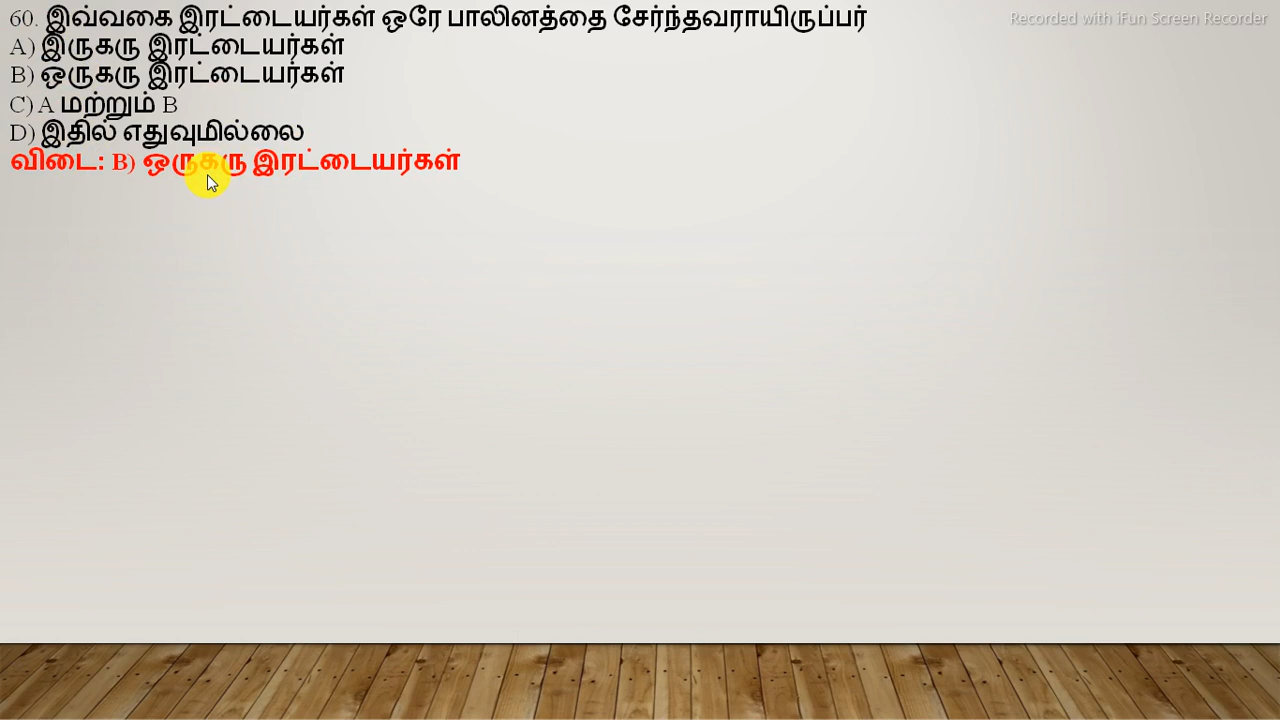 60. இவ்வகை இரட்டையர்கள் ஒரே பாலினத்தை சேர்ந்தவராயிருப்பர்
Recorded with iFun Screen Recorder
A) இருகரு இரட்டையர்கள்
B) ஒருகரு இரட்டையர்கள்
C) A மற்றும் B
D) இதில் எதுவுமில்லை
விடை: B) ஒருகரு இரட்டையர்கள்